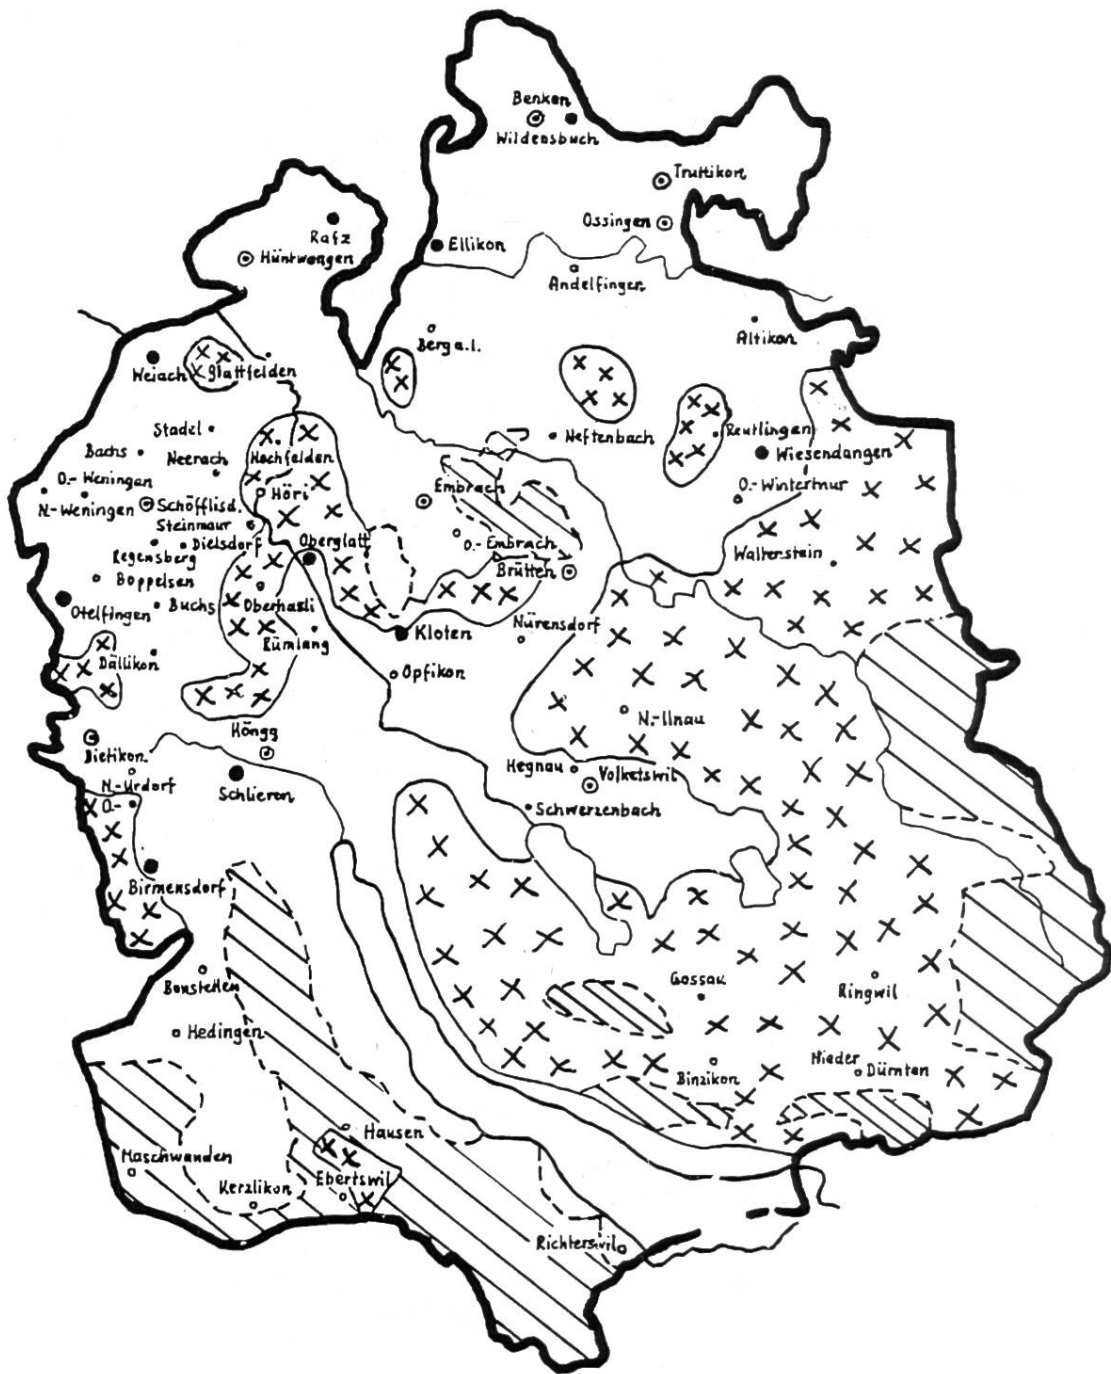 Benken
Wildensbuch
Truttikon
Ossingen
Rafz
Hüntwangen
Ellikon
Andelfingen
Berg a.I.
Altikon
Weiach
Glattfelden
Stadel
Hochfelden
Neftenbach
Reutlingen
Bachs
Neerach
Wiesendangen
O.-Weningen
Höri
Embrach
O.-Winterthur
N.-Weningen
Schöfflisd.
Steinmaur
Regensberg
Dielsdorf
Oberglatt
O.-Embrach
Walterstein
Boppelsen
Brütten
Otelfingen
Buchs
Oberhasli
Rümlang
Kloten
Nürensdorf
Dällikon
Opfikon
N.-Illnau
Höngg
Dietikon
Hegnau
Volketswil
N.-Urdorf
O.-
Schlieren
Schwerzenbach
Birmensdorf
Bonstetten
Gossau
Ringwil
Hedingen
Binzikon
Nieder
Dürnten
Hausen
Maschwanden
Ebertswil
Kerzlikon
Richterswil